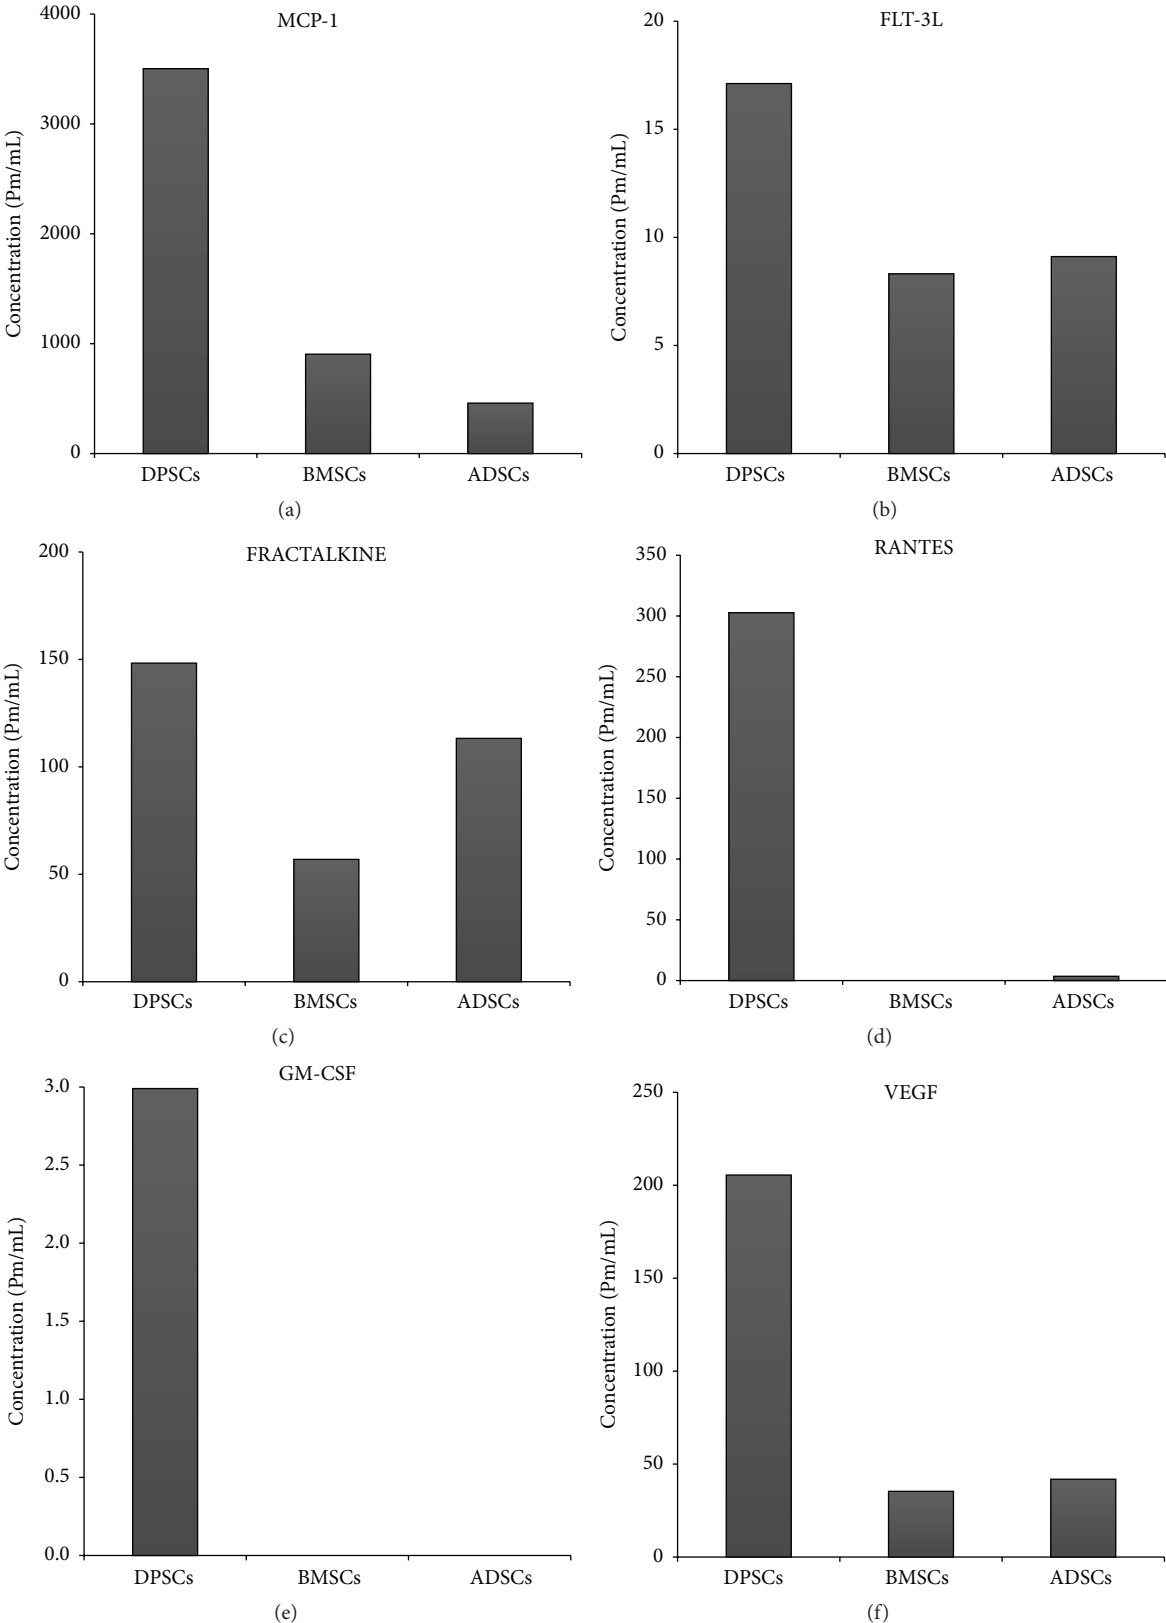 MCP-1
4000
3000
2000
1000
0
Concentration (Pm/mL)
DPSCs BMSCs ADSCs
(a)
FLT-3L
20
15
10
5
0
Concentration (Pm/mL)
DPSCs BMSCs ADSCs
(b)
FRACTALKINE
200
150
100
50
0
Concentration (Pm/mL)
DPSCs BMSCs ADSCs
(c)
RANTES
350
300
250
200
150
100
50
0
Concentration (Pm/mL)
DPSCs BMSCs ADSCs
(d)
GM-CSF
3.0
2.5
2.0
1.5
1.0
0.5
0.0
Concentration (Pm/mL)
DPSCs BMSCs ADSCs
(e)
VEGF
250
200
150
100
50
0
Concentration (Pm/mL)
DPSCs BMSCs ADSCs
(f)